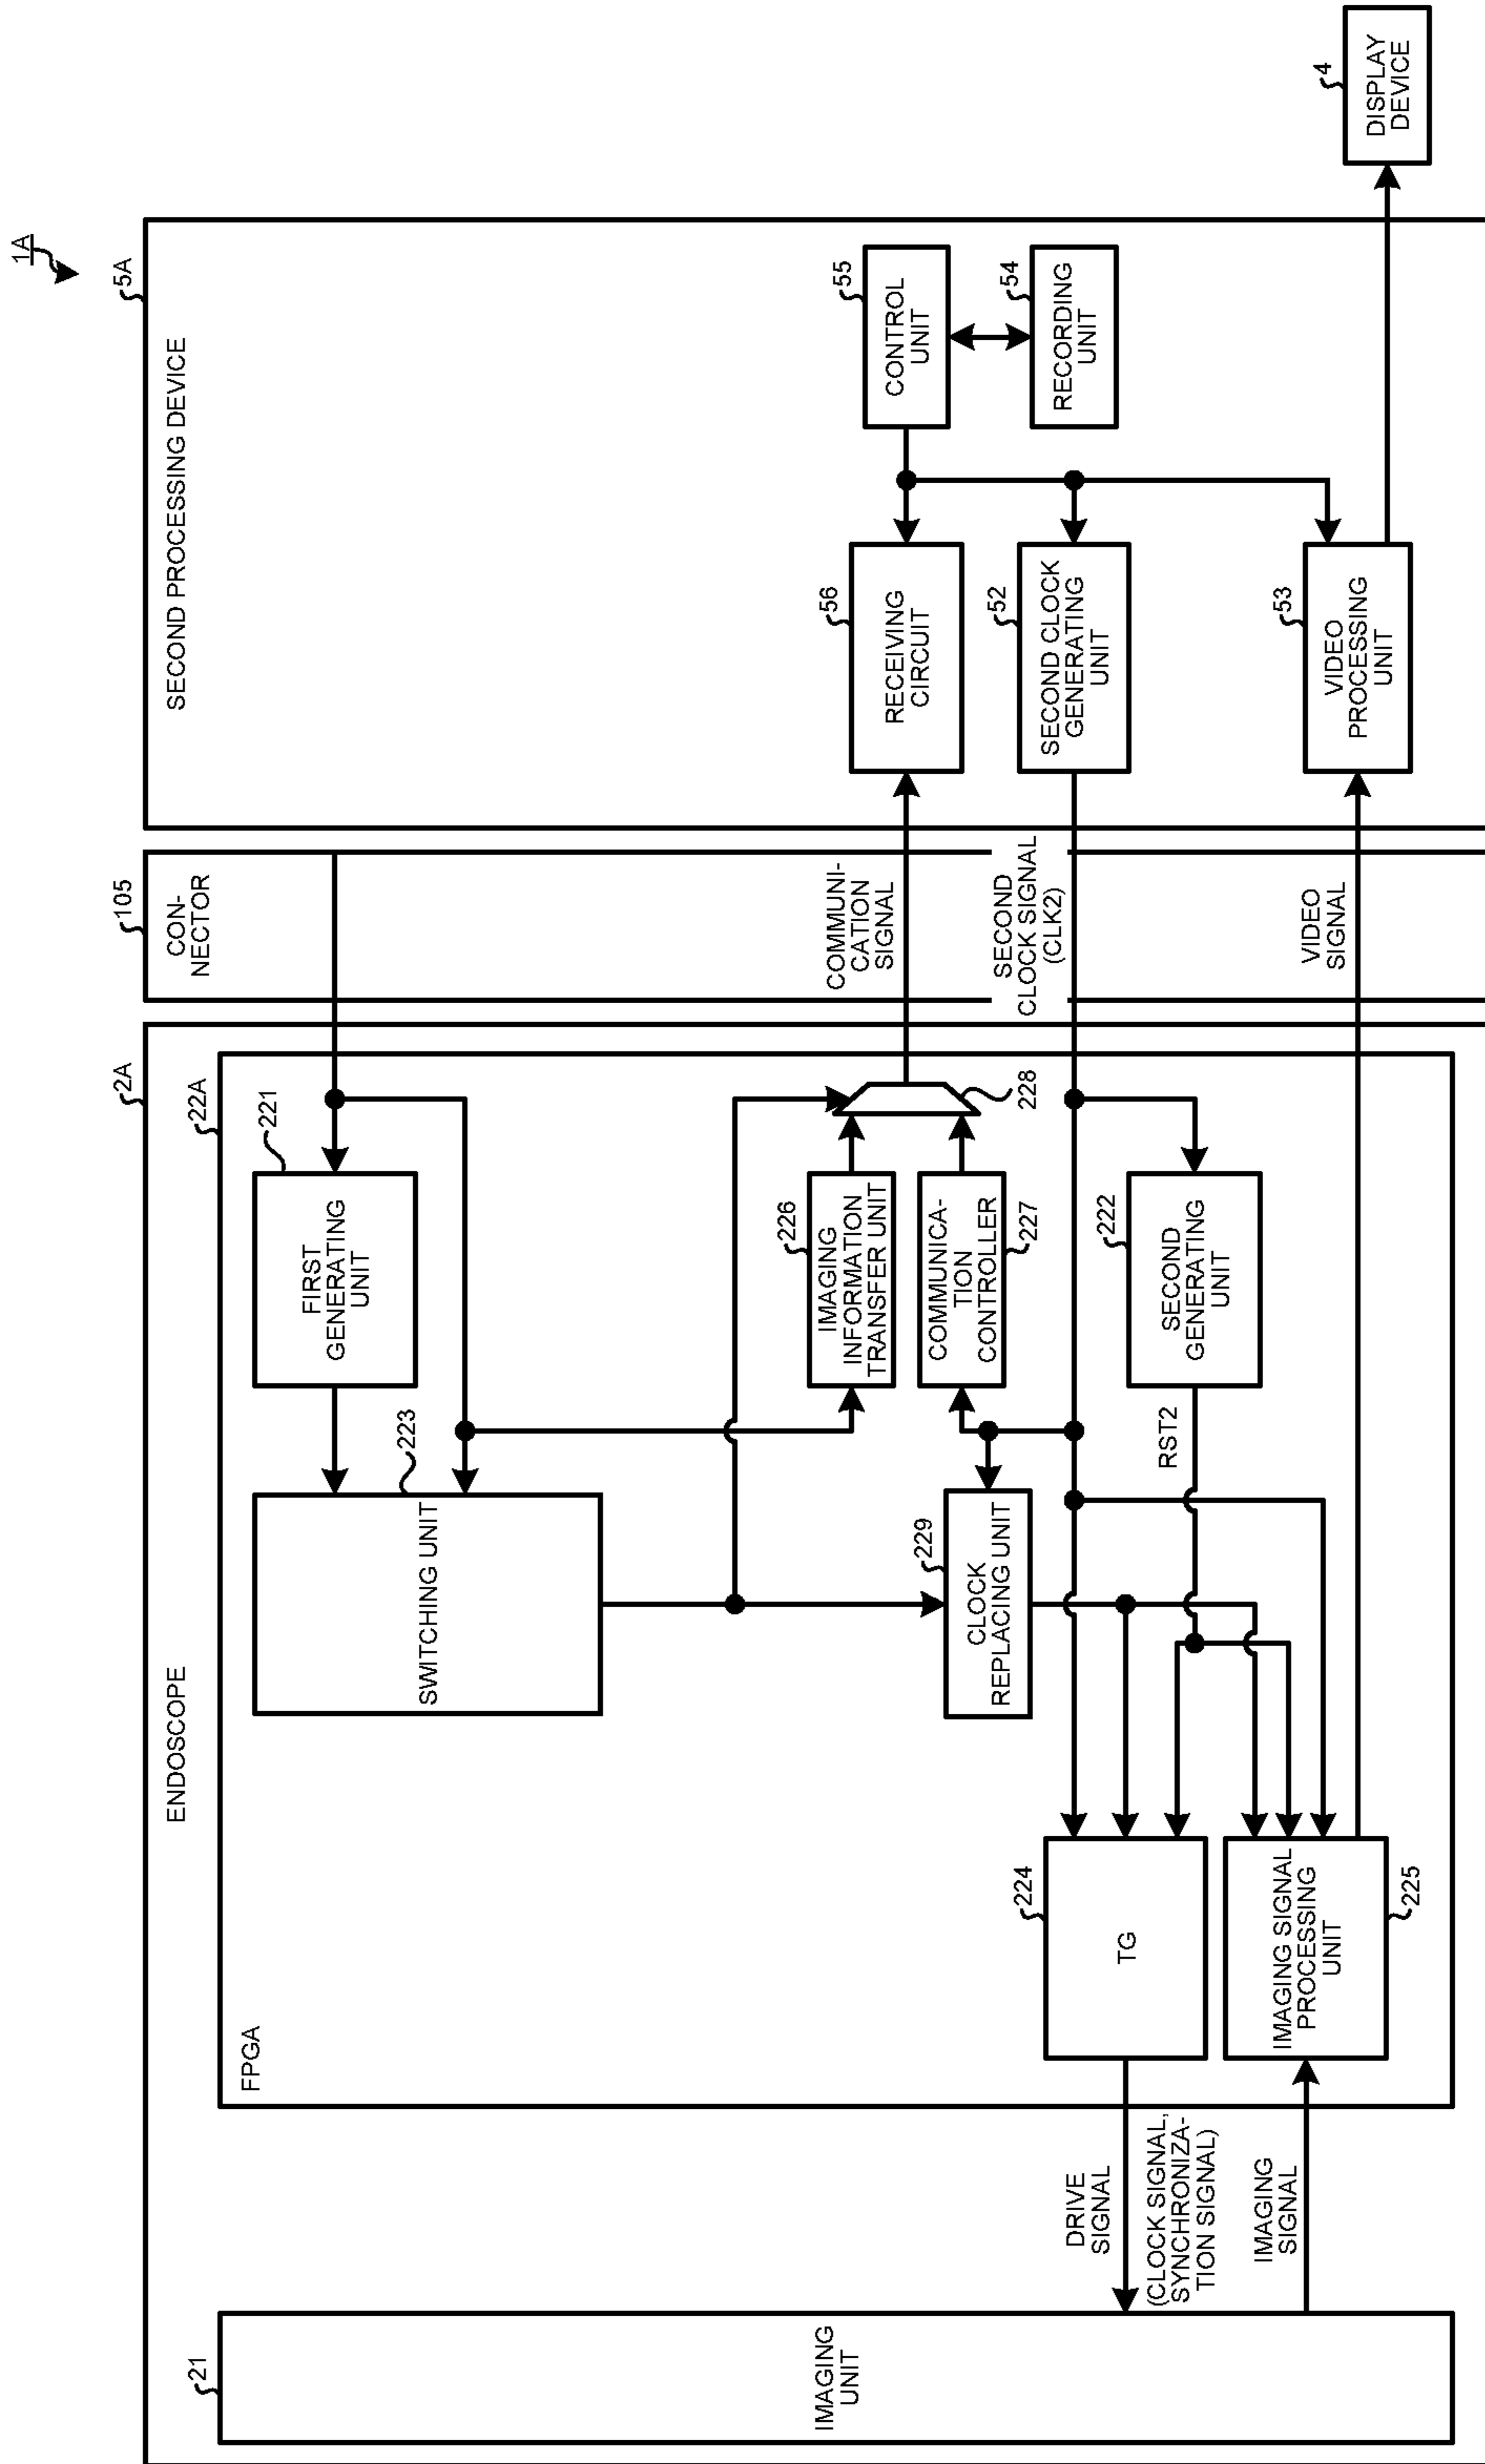 1A
2A
ENDOSCOPE
105
CON-
NECTOR
5A
SECOND PROCESSING DEVICE
21
IMAGING
UNIT
22A
FPGA
221
FIRST
GENERATING
UNIT
223
SWITCHING UNIT
226
IMAGING
INFORMATION
TRANSFER UNIT
COMMUNICA-
TION
CONTROLLER
227
228
COMMUNI-
CATION
SIGNAL
56
RECEIVING
CIRCUIT
55
CONTROL
UNIT
54
RECORDING
UNIT
229
CLOCK
REPLACING UNIT
SECOND
CLOCK SIGNAL
(CLK2)
52
SECOND CLOCK
GENERATING
UNIT
222
SECOND
GENERATING
UNIT
RST2
224
TG
DRIVE
SIGNAL
(CLOCK SIGNAL,
SYNCHRONIZA-
TION SIGNAL)
IMAGING
SIGNAL
IMAGING SIGNAL
PROCESSING
UNIT
225
VIDEO
SIGNAL
53
VIDEO
PROCESSING
UNIT
4
DISPLAY
DEVICE